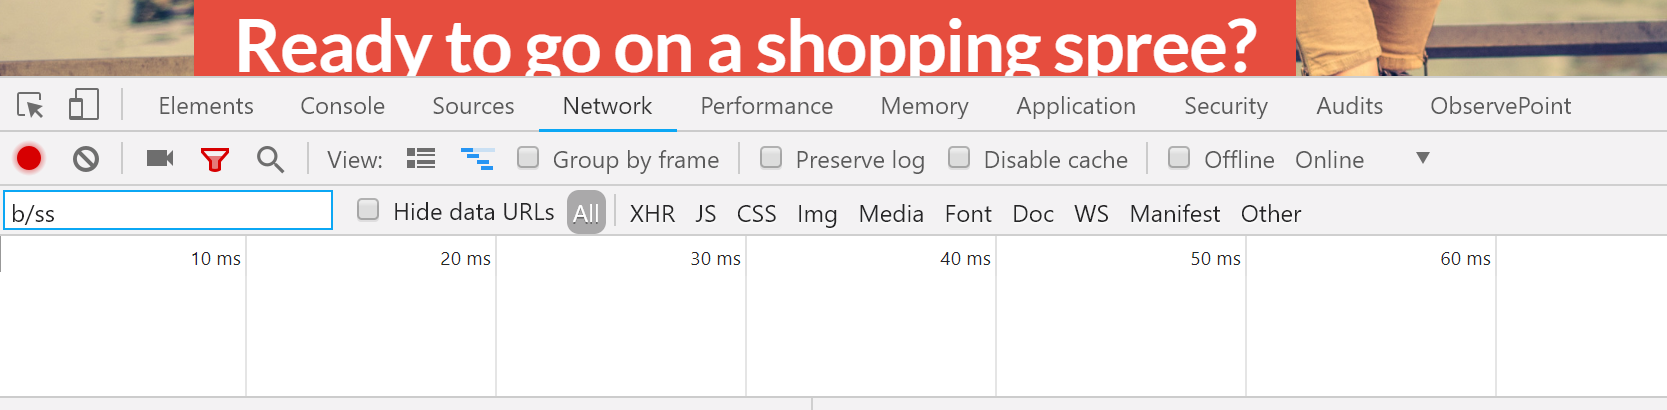 Ready to go on a shopping spree?
Elements Console Sources Network Performance Memory Application Security Audits ObservePoint
View: Group by frame Preserve log Disable cache Offline Online
b/ss Hide data URLs All XHR JS CSS Img Media Font Doc WS Manifest Other
10 ms 20 ms 30 ms 40 ms 50 ms 60 ms